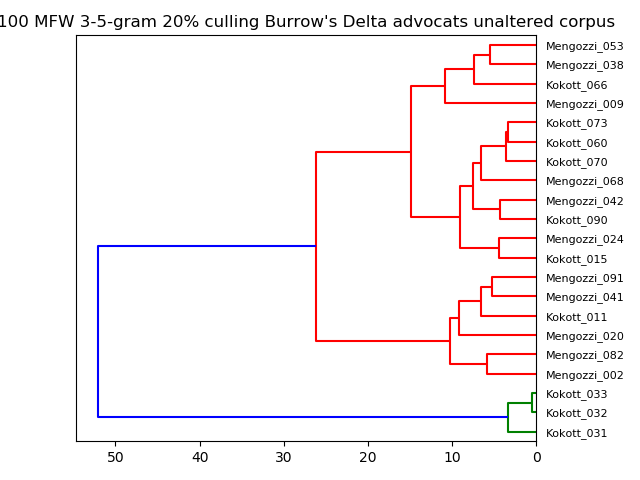 100 MFW 3-5-gram 20% culling Burrow's Delta advocats unaltered corpus
Mengozzi_053
Mengozzi_038
Kokott_066
Mengozzi_009
Kokott_073
Kokott_060
Kokott_070
Mengozzi_068
Mengozzi_042
Kokott_090
Mengozzi_024
Kokott_015
Mengozzi_091
Mengozzi_041
Kokott_011
Mengozzi_020
Mengozzi_082
Mengozzi_002
Kokott_033
Kokott_032
Kokott_031
50 40 30 20 10 0